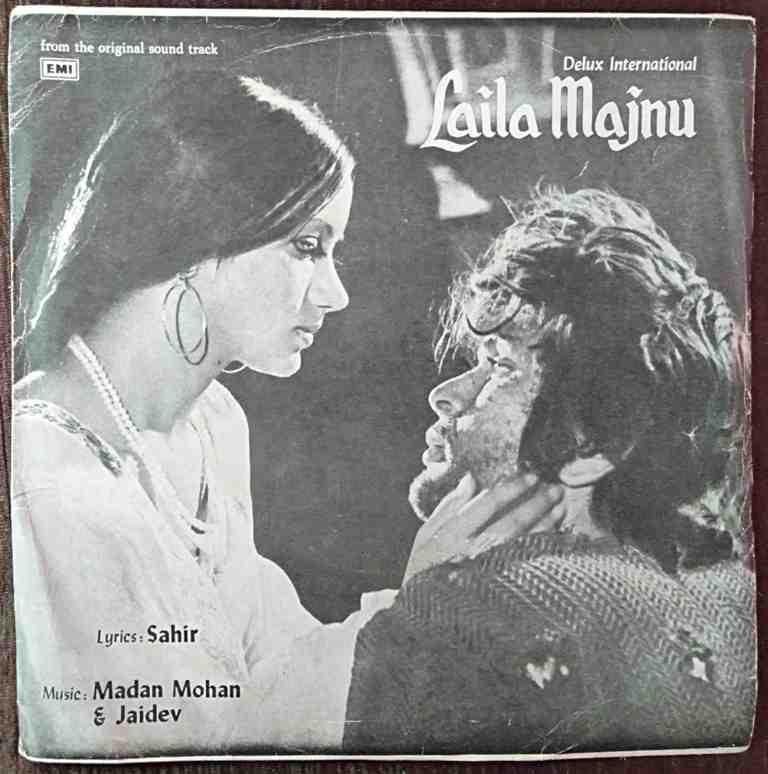 from the original sound track
EMI
Delux International
Laila Majnu
Lyrics: Sahir
Music: Madan Mohan
& Jaidev